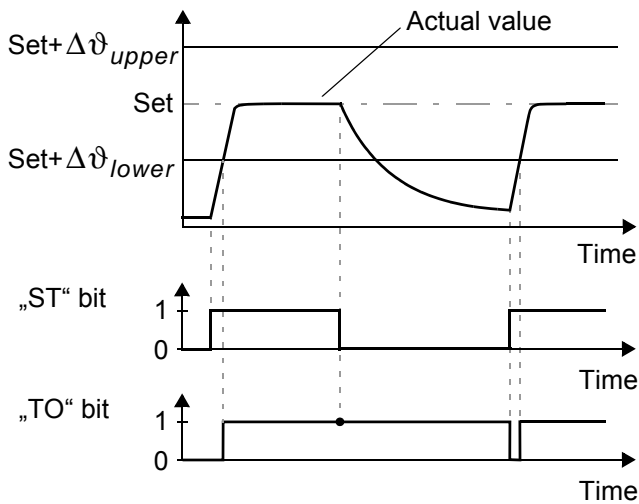 Actual value
Set+Δϑupper
Set
Set+Δϑlower
Time
„ST“ bit
1
0
Time
„TO“ bit
1
0
Time